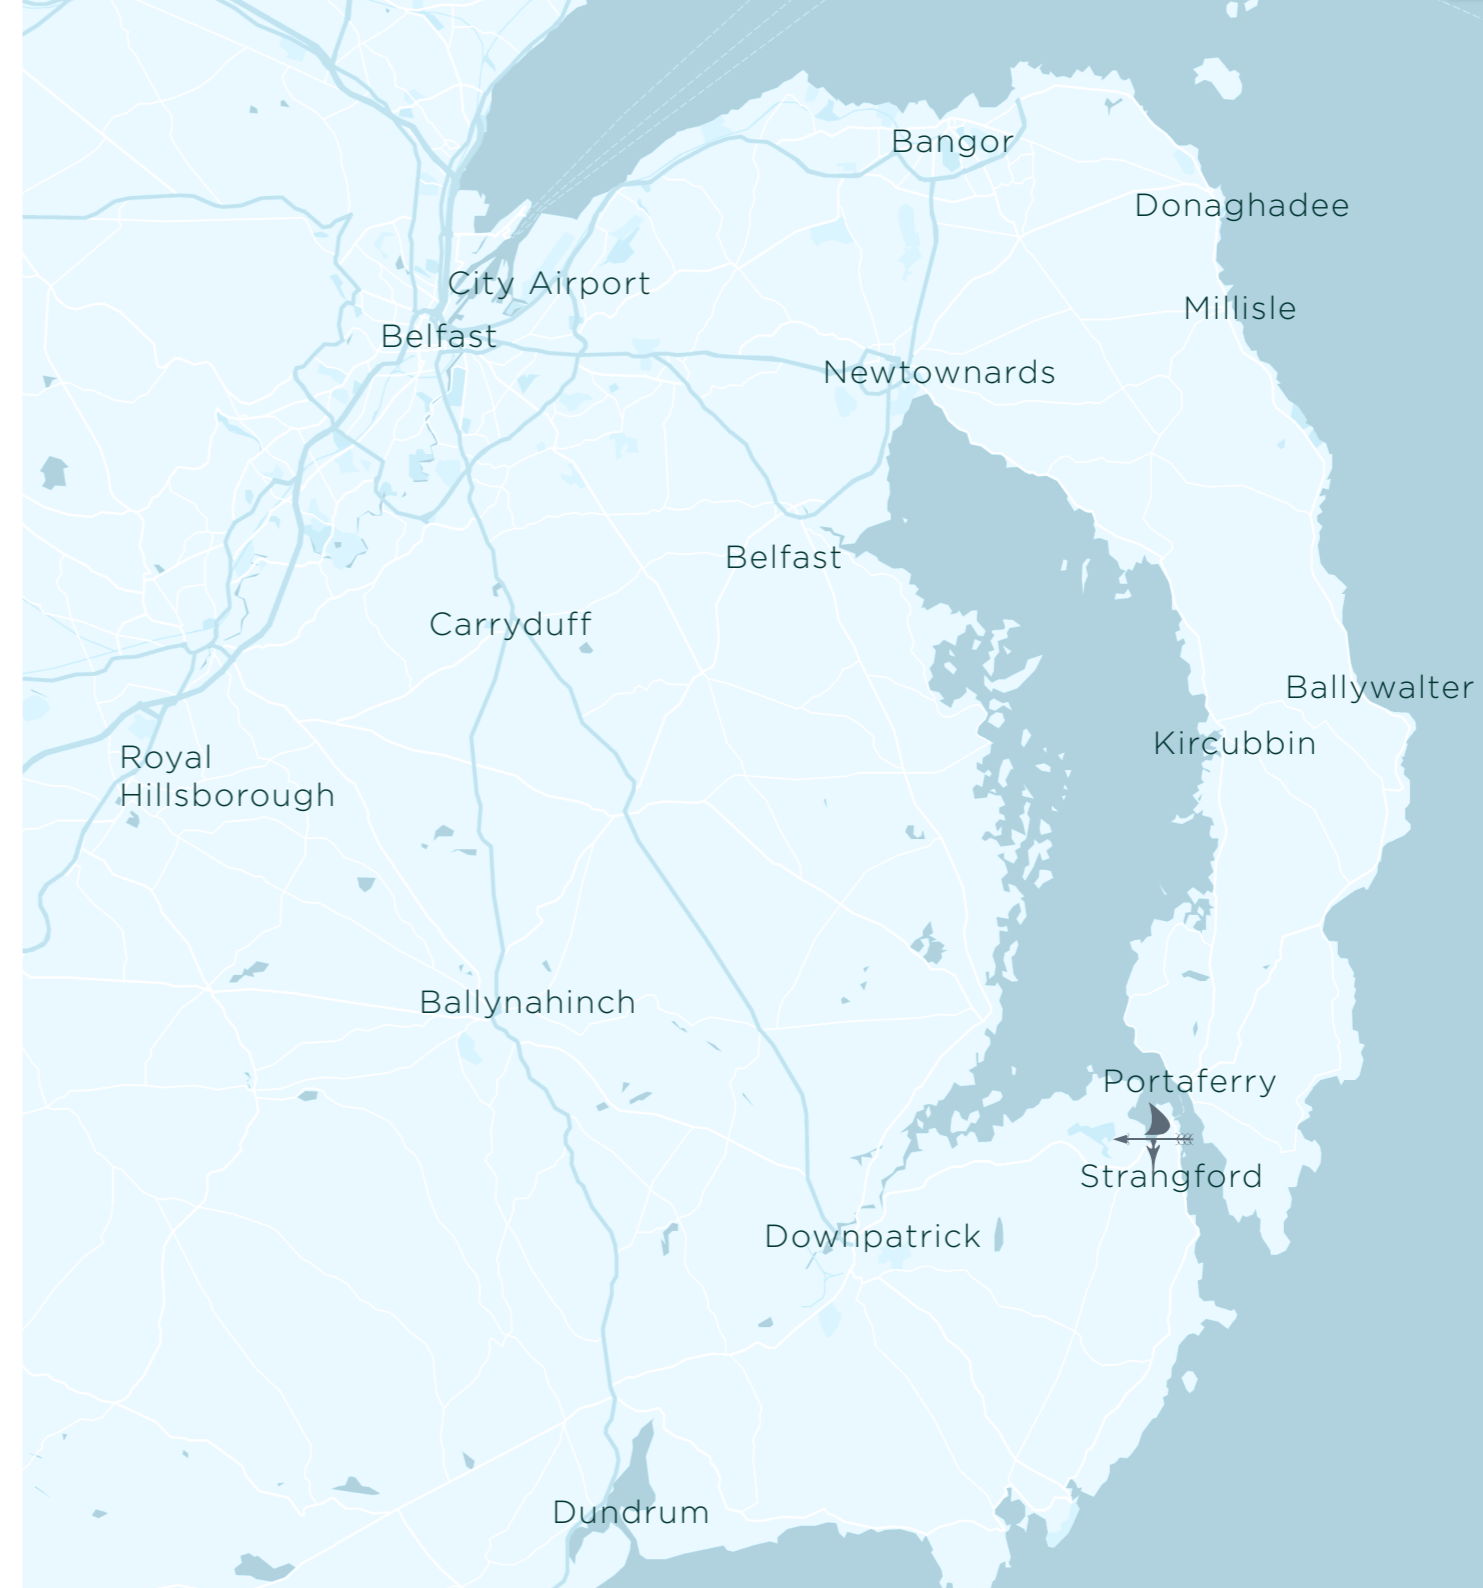 Bangor
Donaghadee
City Airport
Millisle
Belfast
Newtownards
Belfast
Carryduff
Ballywalter
Kircubbin
Royal
Hillsborough
Ballynahinch
Portaferry
Strangford
Downpatrick
Dundrum